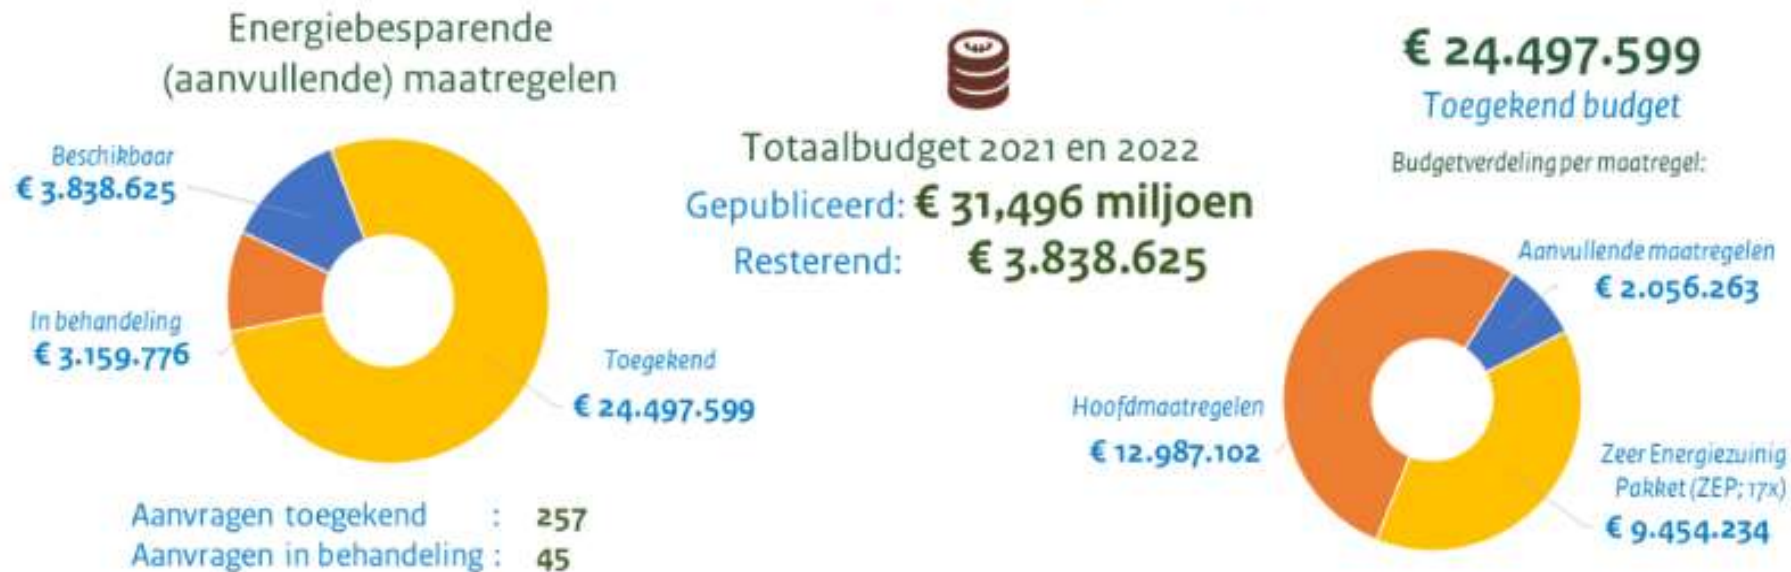 Energiebesparende
(aanvullende) maatregelen
Beschikbaar
€ 3.838.625
In behandeling
€ 3.159.776
Toegekend
€ 24.497.599
Aanvragen toegekend : 257
Aanvragen in behandeling : 45
Totaalbudget 2021 en 2022
Gepubliceerd: € 31,496 miljoen
Resterend: € 3.838.625
€ 24.497.599
Toegekend budget
Budgetverdeling per maatregel:
Aanvullende maatregelen
€ 2.056.263
Hoofdmaatregelen
€ 12.987.102
Zeer Energiezuinig
Pakket (ZEP; 17x)
€ 9.454.234